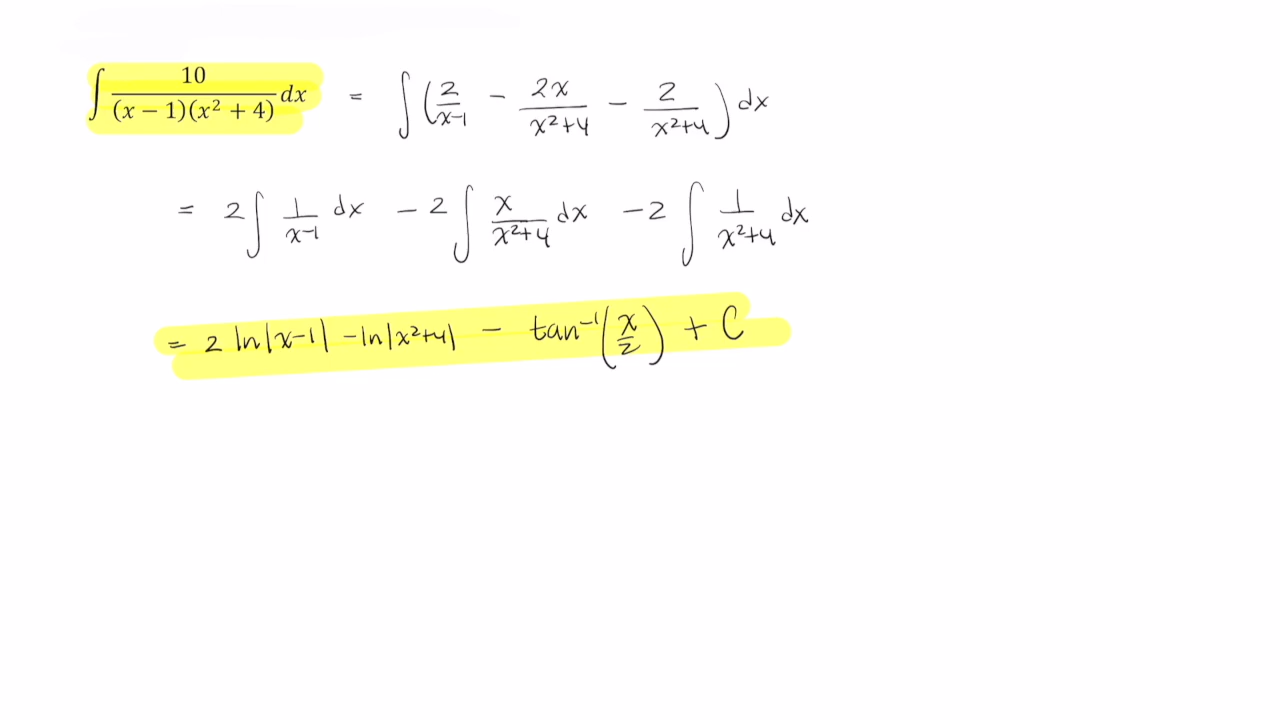 ∫ 10/((x − 1)(x² + 4)) dx = ∫ (2/(x-1) − 2x/(x²+4) − 2/(x²+4)) dx
= 2 ∫ 1/(x-1) dx − 2 ∫ x/(x²+4) dx − 2 ∫ 1/(x²+4) dx
= 2 ln|x-1| − ln|x²+4| − tan⁻¹(x/2) + C